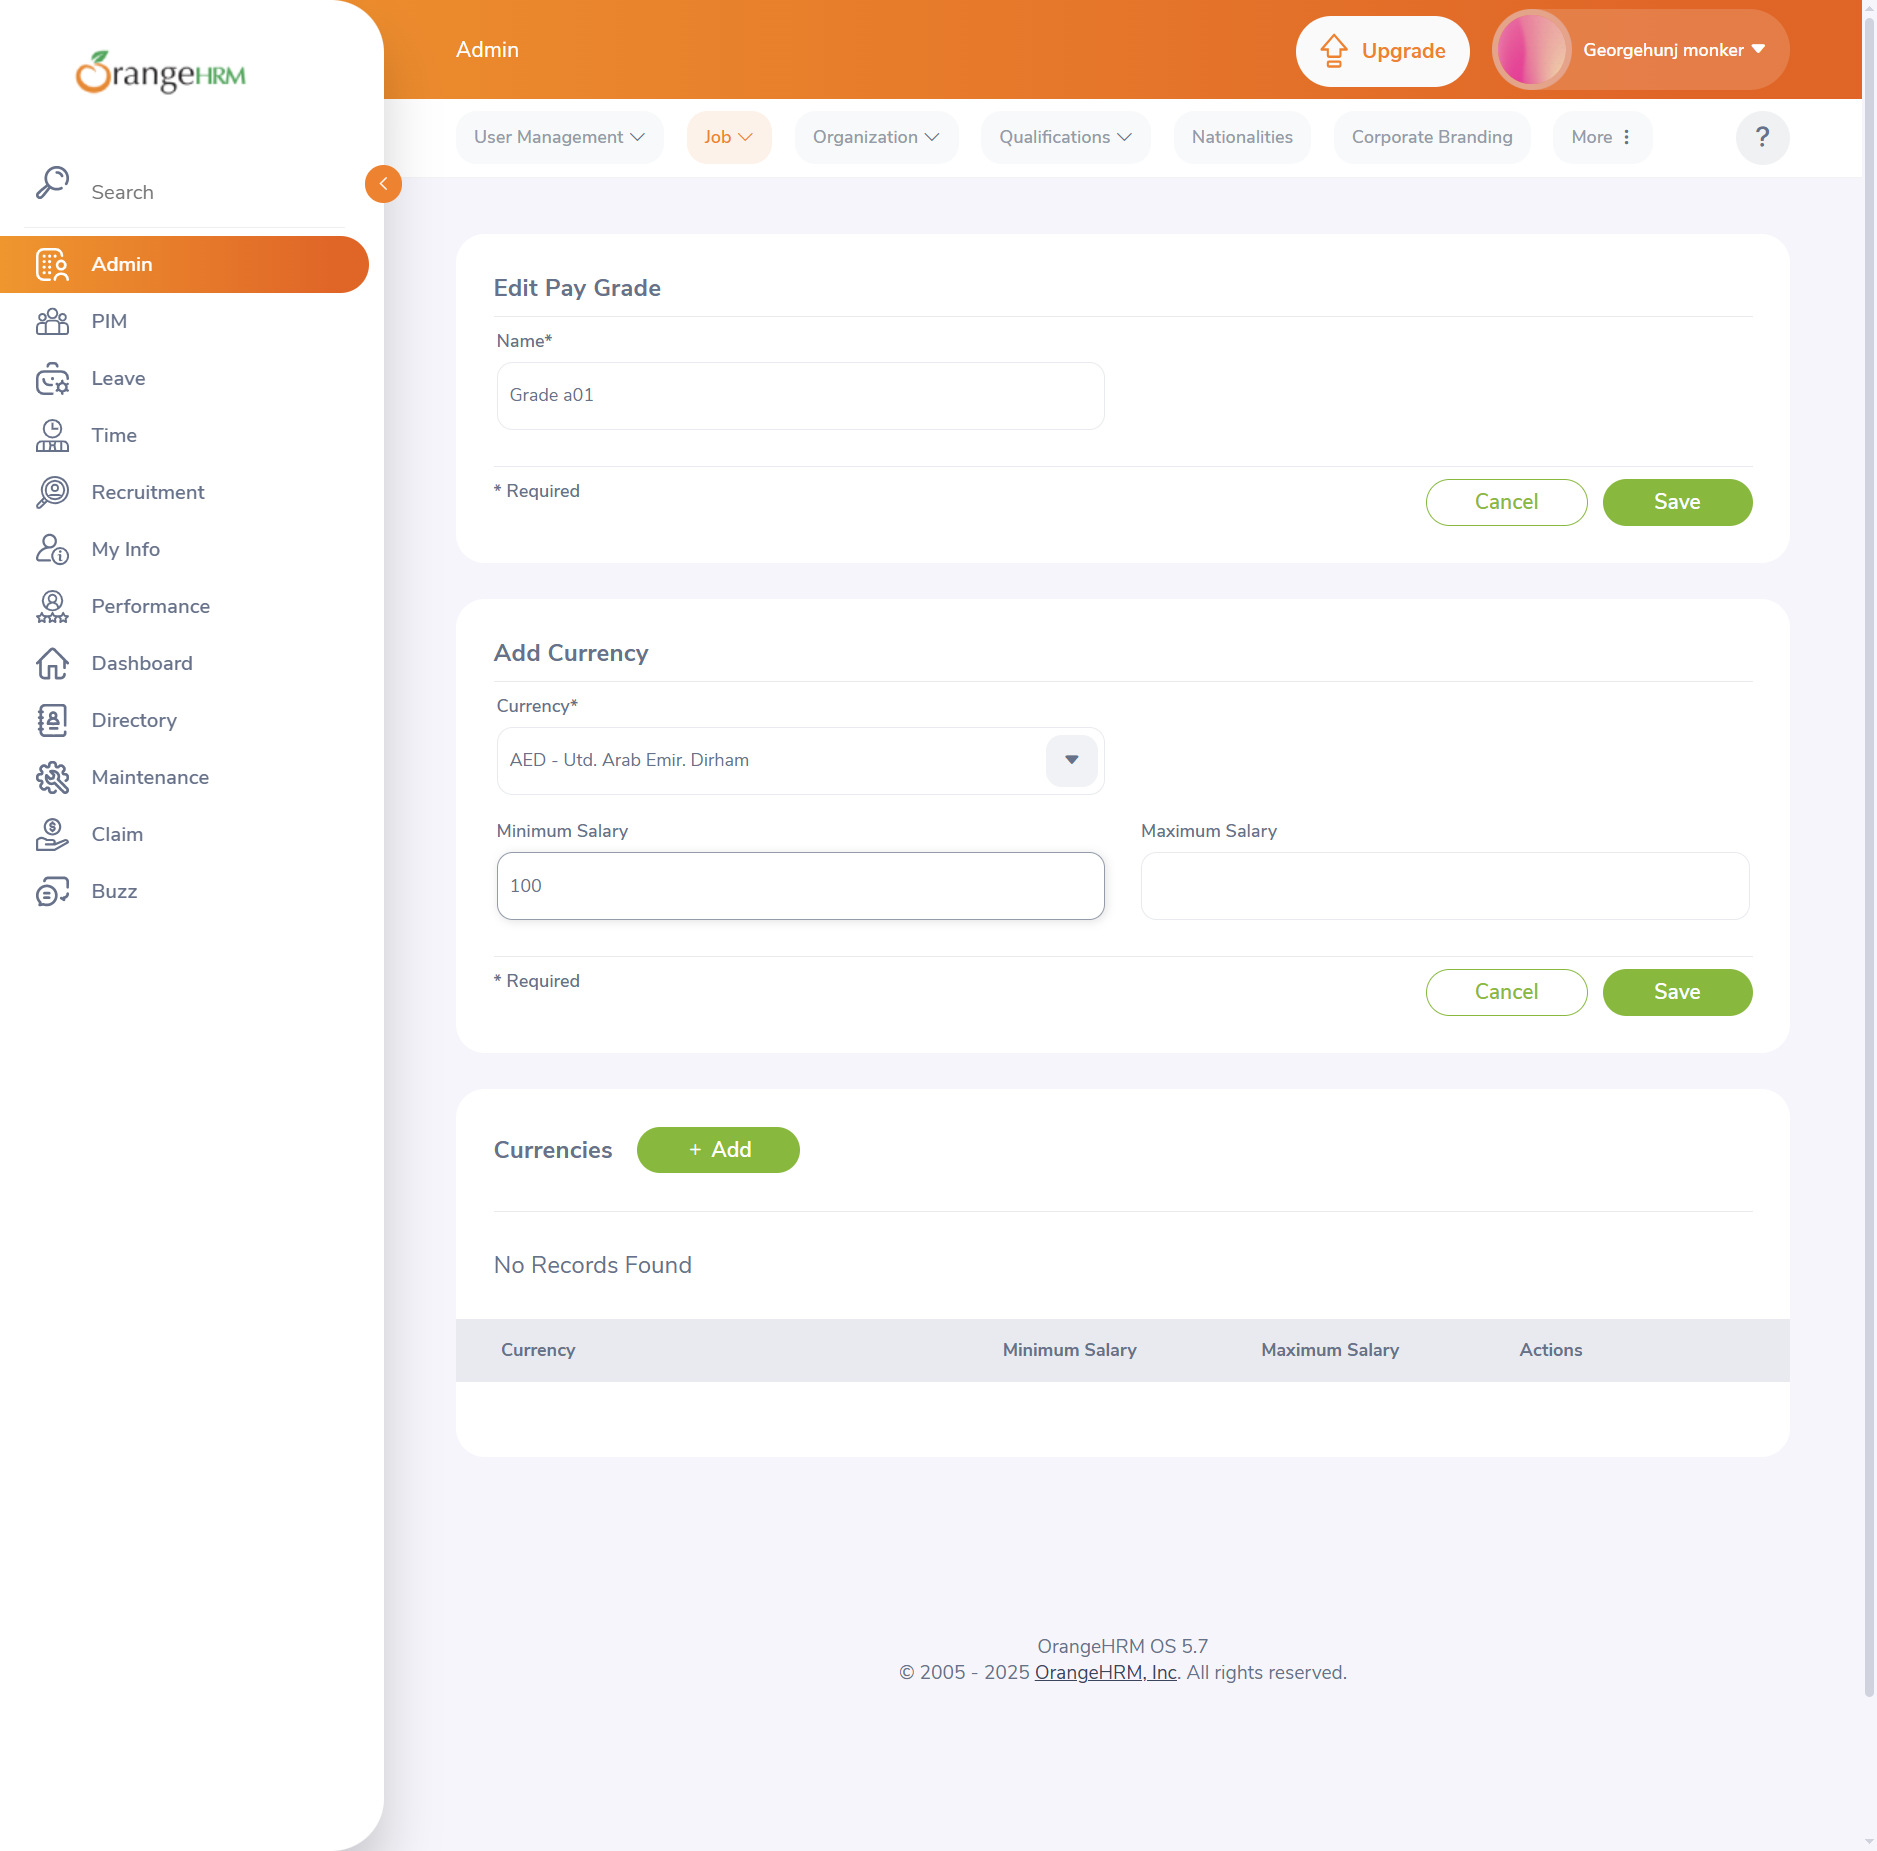 OrangeHRM
Admin
Upgrade
Georgehunj monker
User Management
Job
Organization
Qualifications
Nationalities
Corporate Branding
More
?
Search
Admin
PIM
Leave
Time
Recruitment
My Info
Performance
Dashboard
Directory
Maintenance
Claim
Buzz
Edit Pay Grade
Name*
Grade a01
* Required
Cancel
Save
Add Currency
Currency*
AED - Utd. Arab Emir. Dirham
Minimum Salary
Maximum Salary
100
* Required
Cancel
Save
Currencies
+ Add
No Records Found
Currency
Minimum Salary
Maximum Salary
Actions
OrangeHRM OS 5.7
© 2005 - 2025 OrangeHRM, Inc. All rights reserved.